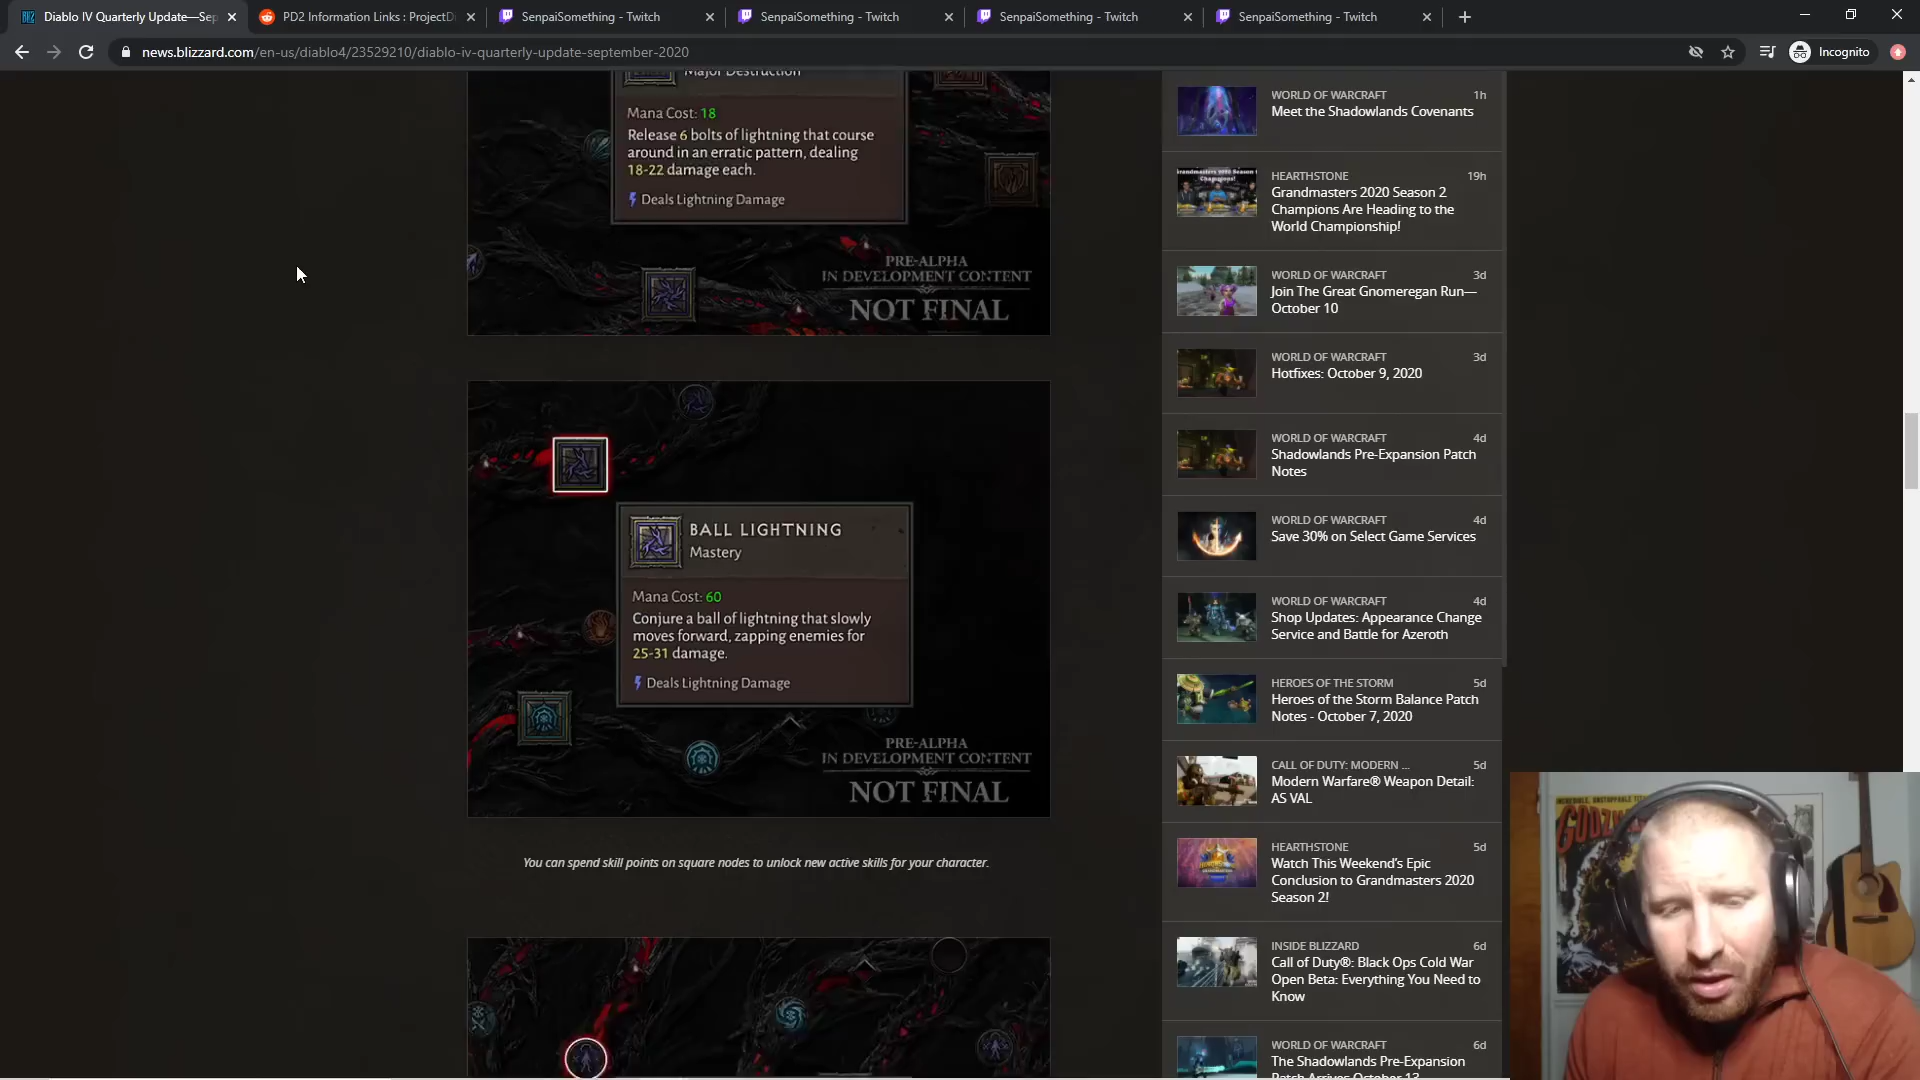 Diablo IV Quarterly Update—Sep
PD2 Information Links : ProjectDi
SenpaiSomething - Twitch
SenpaiSomething - Twitch
SenpaiSomething - Twitch
SenpaiSomething - Twitch
news.blizzard.com/en-us/diablo4/23529210/diablo-iv-quarterly-update-september-2020
Incognito
Major Destruction
Mana Cost: 18
Release 6 bolts of lightning that course
around in an erratic pattern, dealing
18-22 damage each.
Deals Lightning Damage
PRE-ALPHA
IN DEVELOPMENT CONTENT
NOT FINAL
BALL LIGHTNING
Mastery
Mana Cost: 60
Conjure a ball of lightning that slowly
moves forward, zapping enemies for
25-31 damage.
Deals Lightning Damage
PRE-ALPHA
IN DEVELOPMENT CONTENT
NOT FINAL
You can spend skill points on square nodes to unlock new active skills for your character.
WORLD OF WARCRAFT 1h
Meet the Shadowlands Covenants
HEARTHSTONE 19h
Grandmasters 2020 Season 2
Champions Are Heading to the
World Championship!
WORLD OF WARCRAFT 3d
Join The Great Gnomeregan Run—
October 10
WORLD OF WARCRAFT 3d
Hotfixes: October 9, 2020
WORLD OF WARCRAFT 4d
Shadowlands Pre-Expansion Patch
Notes
WORLD OF WARCRAFT 4d
Save 30% on Select Game Services
WORLD OF WARCRAFT 4d
Shop Updates: Appearance Change
Service and Battle for Azeroth
HEROES OF THE STORM 5d
Heroes of the Storm Balance Patch
Notes - October 7, 2020
CALL OF DUTY: MODERN ... 5d
Modern Warfare® Weapon Detail:
AS VAL
HEARTHSTONE 5d
Watch This Weekend's Epic
Conclusion to Grandmasters 2020
Season 2!
INSIDE BLIZZARD 6d
Call of Duty®: Black Ops Cold War
Open Beta: Everything You Need to
Know
WORLD OF WARCRAFT 6d
The Shadowlands Pre-Expansion
Patch Arrives October 13